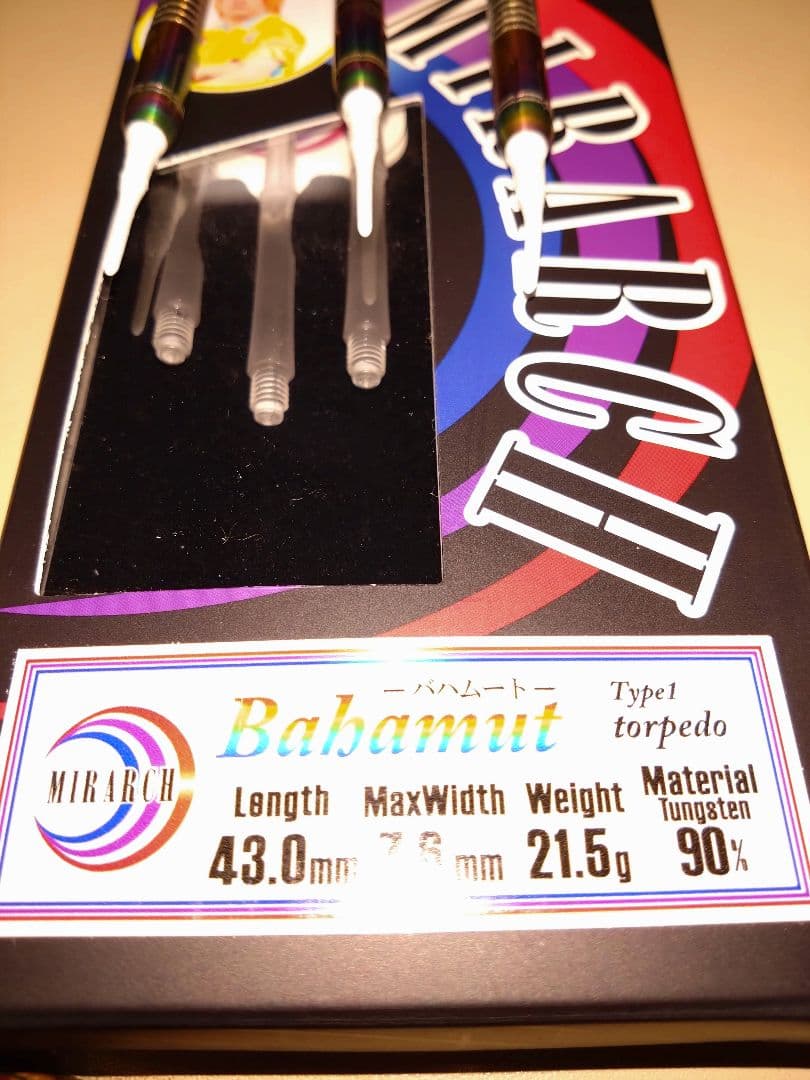 MIRARCH
ーバハムートー
Bahamut
Type1
torpedo
MIRARCH
Length
43.0mm
MaxWidth
mm
Weight
21.5g
Material
Tungsten
90%